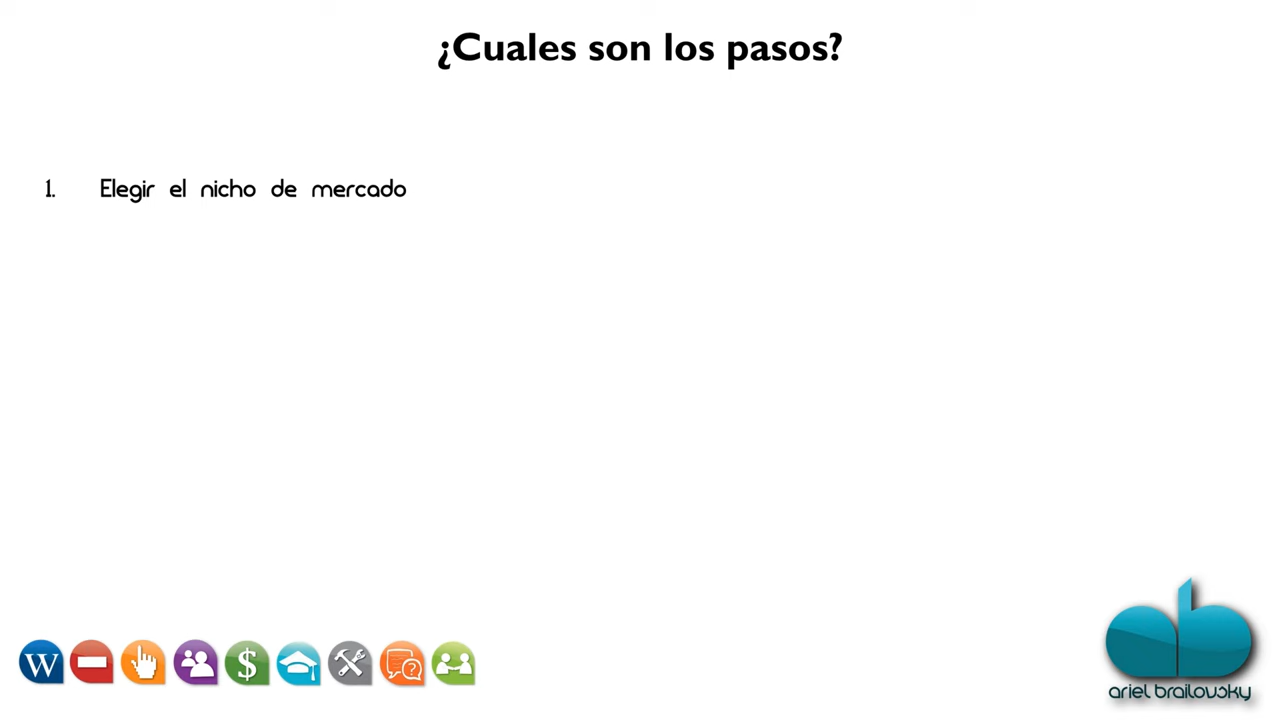 ¿Cuales son los pasos?
1. Elegir el nicho de mercado
W
$
?
ariel brailovsky